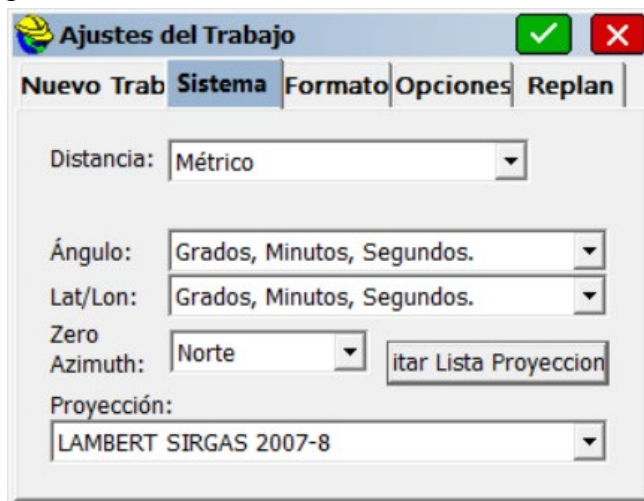 Ajustes del Trabajo
Nuevo Trab Sistema Formato Opciones Replan
Distancia: Métrico
Ángulo: Grados, Minutos, Segundos.
Lat/Lon: Grados, Minutos, Segundos.
Zero
Azimuth: Norte itar Lista Proyeccion
Proyección:
LAMBERT SIRGAS 2007-8